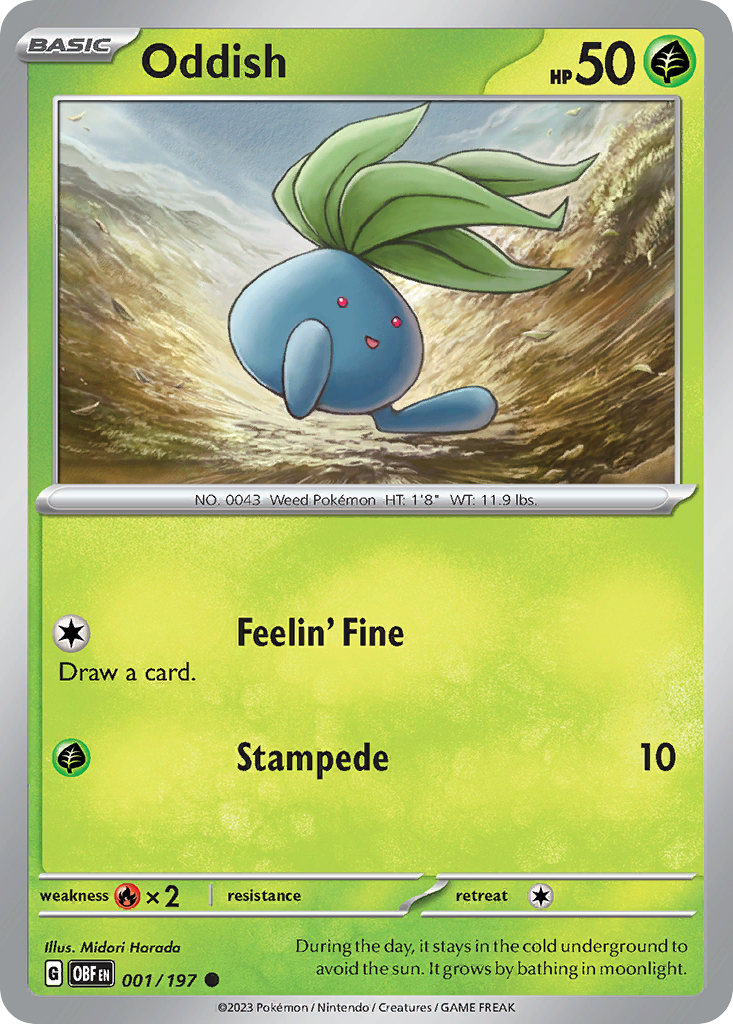 BASIC Oddish HP 50
NO. 0043 Weed Pokémon HT: 1'8" WT: 11.9 lbs.
Feelin' Fine
Draw a card.
Stampede 10
weakness ×2 resistance retreat
Illus. Midori Harada
During the day, it stays in the cold underground to
avoid the sun. It grows by bathing in moonlight.
G OBF EN 001/197
©2023 Pokémon / Nintendo / Creatures / GAME FREAK